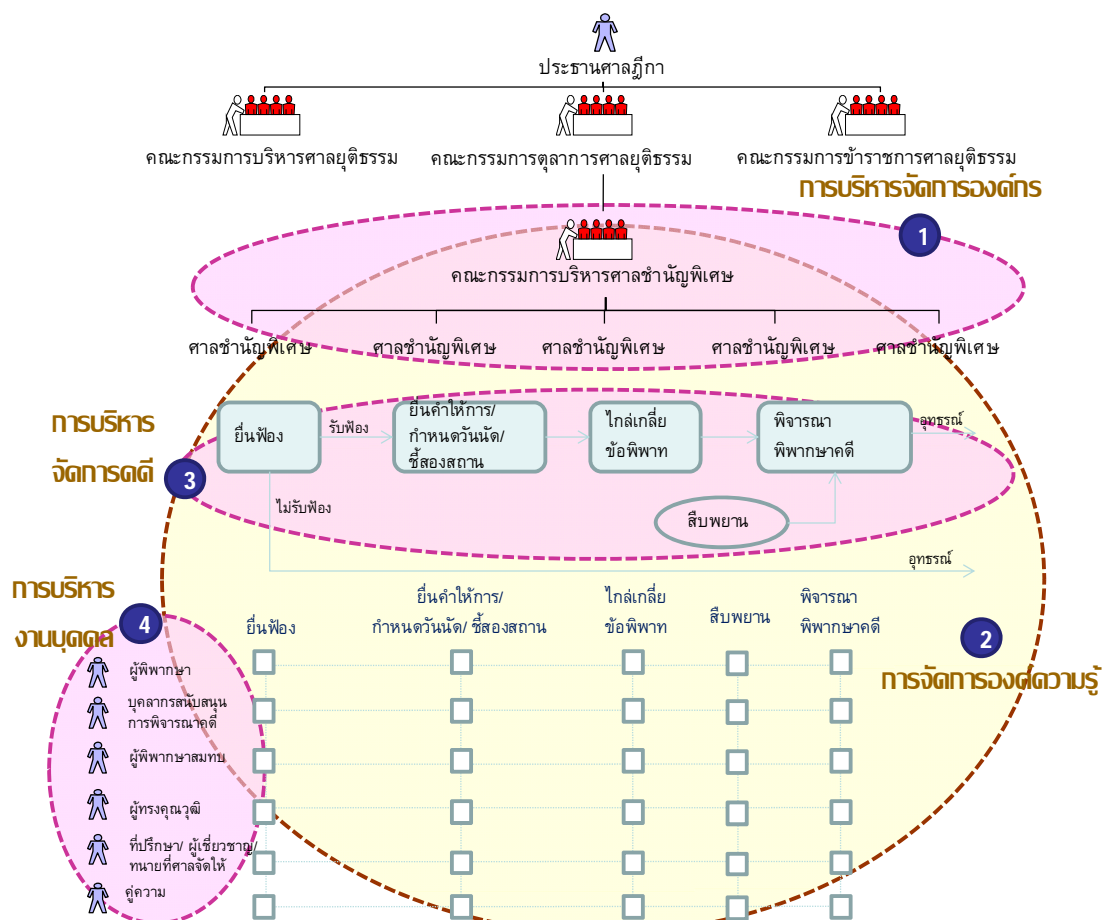 ประธานศาลฎีกา
คณะกรรมการบริหารศาลยุติธรรม
คณะกรรมการตุลาการศาลยุติธรรม
คณะกรรมการข้าราชการศาลยุติธรรม
การบริหารจัดการองค์กร
1
คณะกรรมการบริหารศาลชำนัญพิเศษ
ศาลชำนัญพิเศษ
ศาลชำนัญพิเศษ
ศาลชำนัญพิเศษ
ศาลชำนัญพิเศษ
ศาลชำนัญพิเศษ
การบริหาร
จัดการคดี
3
ยื่นฟ้อง
รับฟ้อง
ยื่นคำให้การ/
กำหนดวันนัด/
ชี้สองสถาน
ไกล่เกลี่ย
ข้อพิพาท
พิจารณา
พิพากษาคดี
อุทธรณ์
ไม่รับฟ้อง
สืบพยาน
อุทธรณ์
การบริหาร
งานบุคคล
4
ยื่นฟ้อง
ยื่นคำให้การ/
กำหนดวันนัด/ ชี้สองสถาน
ไกล่เกลี่ย
ข้อพิพาท
สืบพยาน
พิจารณา
พิพากษาคดี
2
การจัดการองค์ความรู้
ผู้พิพากษา
บุคลากรสนับสนุน
การพิจารณาคดี
ผู้พิพากษาสมทบ
ผู้ทรงคุณวุฒิ
ที่ปรึกษา/ ผู้เชี่ยวชาญ/
ทนายที่ศาลจัดให้
คู่ความ